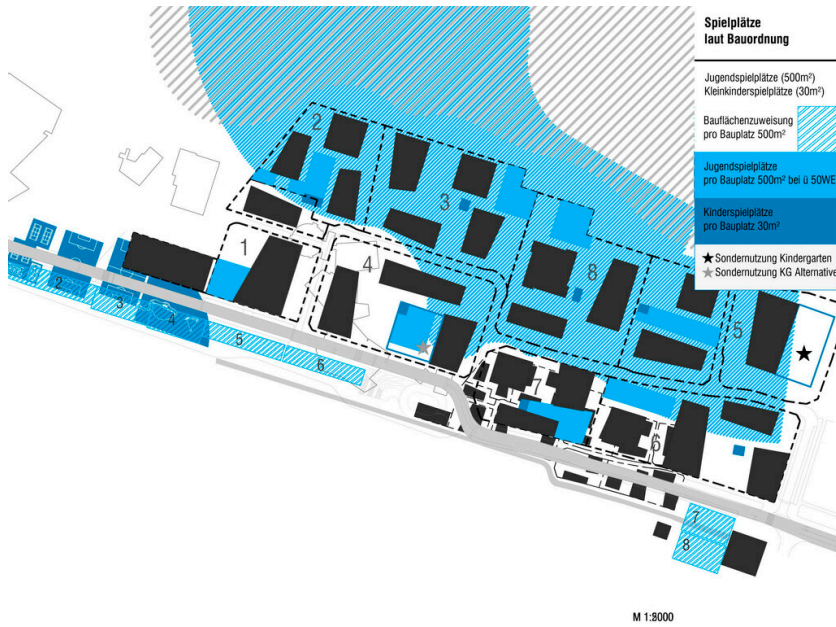 Spielplätze
laut Bauordnung
Jugendspielplätze (500m²)
Kleinkinderspielplätze (30m²)
Bauflächenzuweisung
pro Bauplatz 500m²
Jugendspielplätze
pro Bauplatz 500m² bei ü 50WE
Kinderspielplätze
pro Bauplatz 30m²
Sondernutzung Kindergarten
Sondernutzung KG Alternative
2
3
1
4
8
5
7
6
2
3
4
5
6
7
8
M 1: